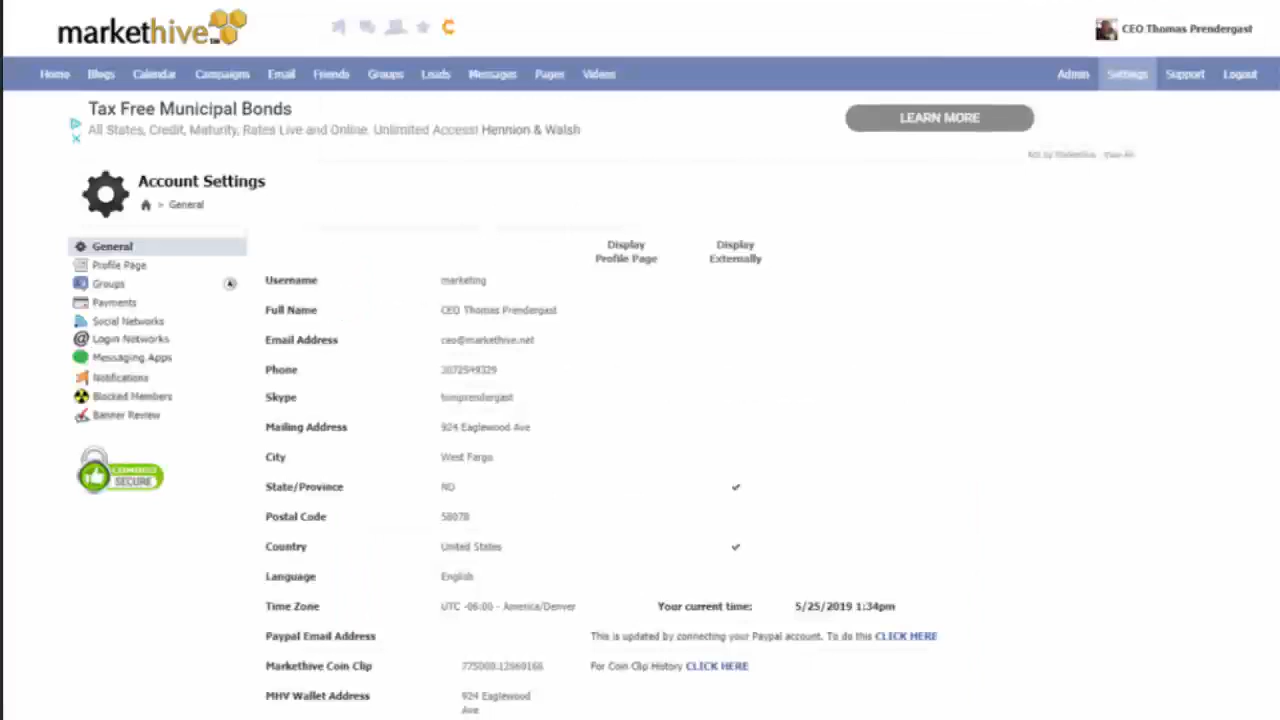 markethive
CEO Thomas Prendergast
Home Blogs Calendar Campaigns Email Friends Groups Leads Messages Pages Videos Admin Settings Support Logout
Tax Free Municipal Bonds
All States, Credit, Maturity, Rates Live and Online. Unlimited Access! Hennion & Walsh
LEARN MORE
Account Settings
> General
General
Profile Page
Groups
Payments
Social Networks
Login Networks
Messaging Apps
Notifications
Blocked Members
Banner Review
SECURE
Display Display
Profile Page Externally
Username marketing
Full Name CEO Thomas Prendergast
Email Address ceo@markethive.net
Phone
Skype tomprendergast
Mailing Address 924 Eaglewood Ave
City West Fargo
State/Province ND
Postal Code 58078
Country United States
Language English
Time Zone UTC -06:00 - America/Denver Your current time: 5/25/2019 1:34pm
Paypal Email Address This is updated by connecting your Paypal account. To do this CLICK HERE
Markethive Coin Clip For Coin Clip History CLICK HERE
MHV Wallet Address 924 Eaglewood
Ave